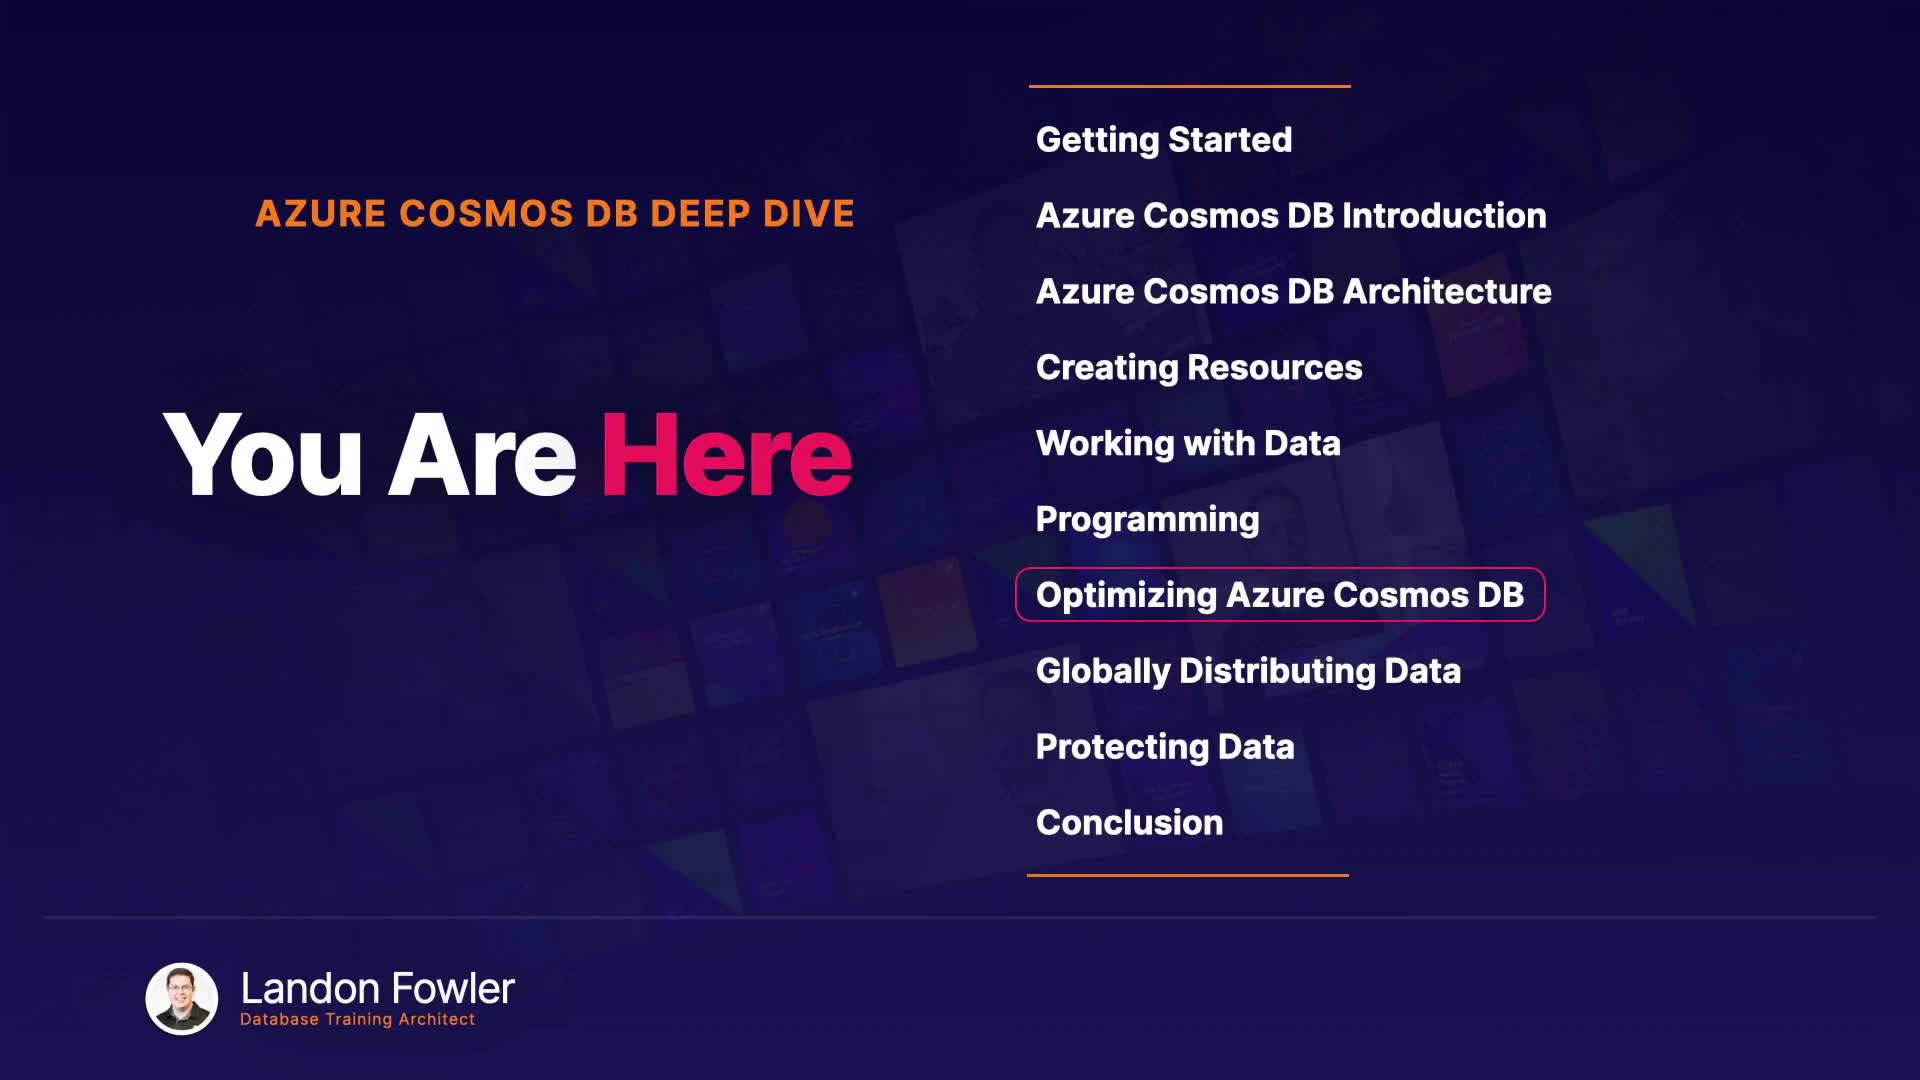 AZURE COSMOS DB DEEP DIVE
You Are Here
Getting Started
Azure Cosmos DB Introduction
Azure Cosmos DB Architecture
Creating Resources
Working with Data
Programming
Optimizing Azure Cosmos DB
Globally Distributing Data
Protecting Data
Conclusion
Landon Fowler
Database Training Architect